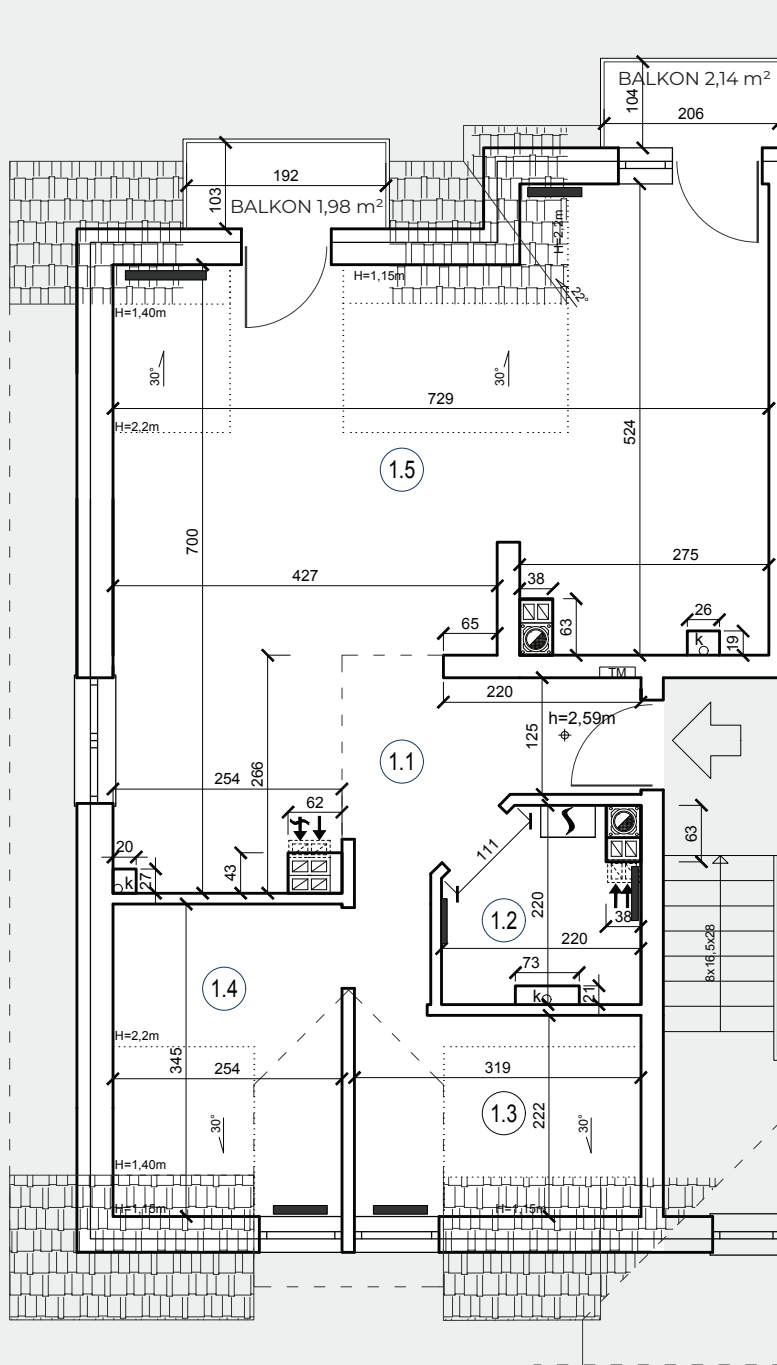 BALKON 2,14 m²
104
206
192
103
BALKON 1,98 m²
H=2,2m
H=1,15m
22°
H=1,40m
30°
30°
729
H=2,2m
524
1.5
700
427
275
38
63
26
k
19
65
TM
220
h=2,59m
125
1.1
266
254
62
20
k
27
43
111
63
220
1.2
38
220
8x16,5x28
73
k
21
1.4
H=2,2m
345
254
319
1.3
222
30°
30°
H=1,40m
H=1,15m
H=1,15m